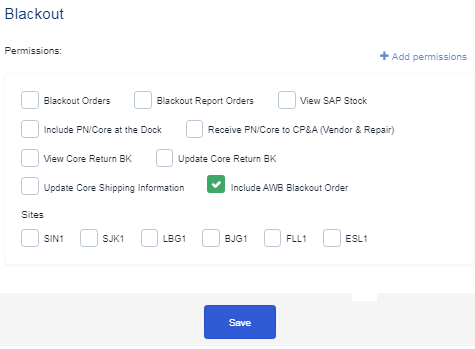 Blackout
Permissions:
+ Add permissions
Blackout Orders Blackout Report Orders View SAP Stock
Include PN/Core at the Dock Receive PN/Core to CP&A (Vendor & Repair)
View Core Return BK Update Core Return BK
Update Core Shipping Information Include AWB Blackout Order
Sites
SIN1 SJK1 LBG1 BJG1 FLL1 ESL1
Save